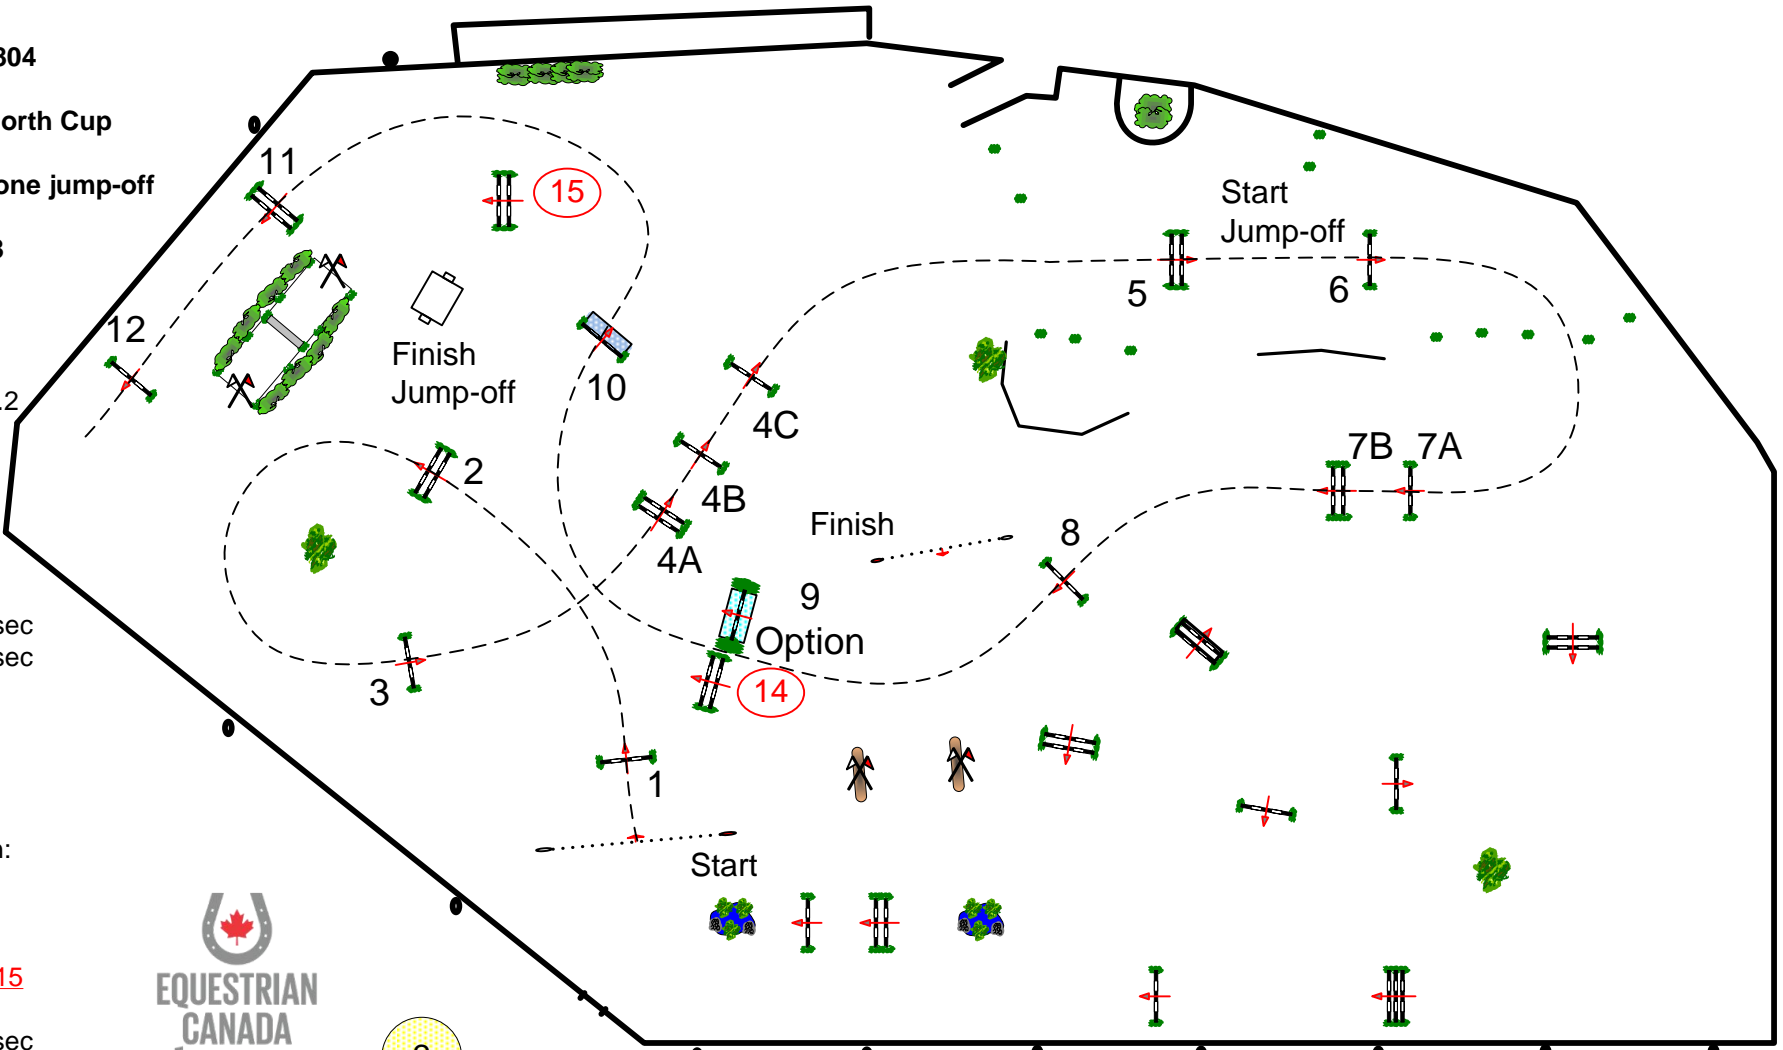 304
orth Cup
one jump-off
3
.2
sec
sec
n:
15
sec
EQUESTRIAN
CANADA
11
15
12
Finish
Jump-off
10
2
3
1
Start
4C
4B
4A
Start
Jump-off
5
6
7B
7A
Finish
8
9
Option
14